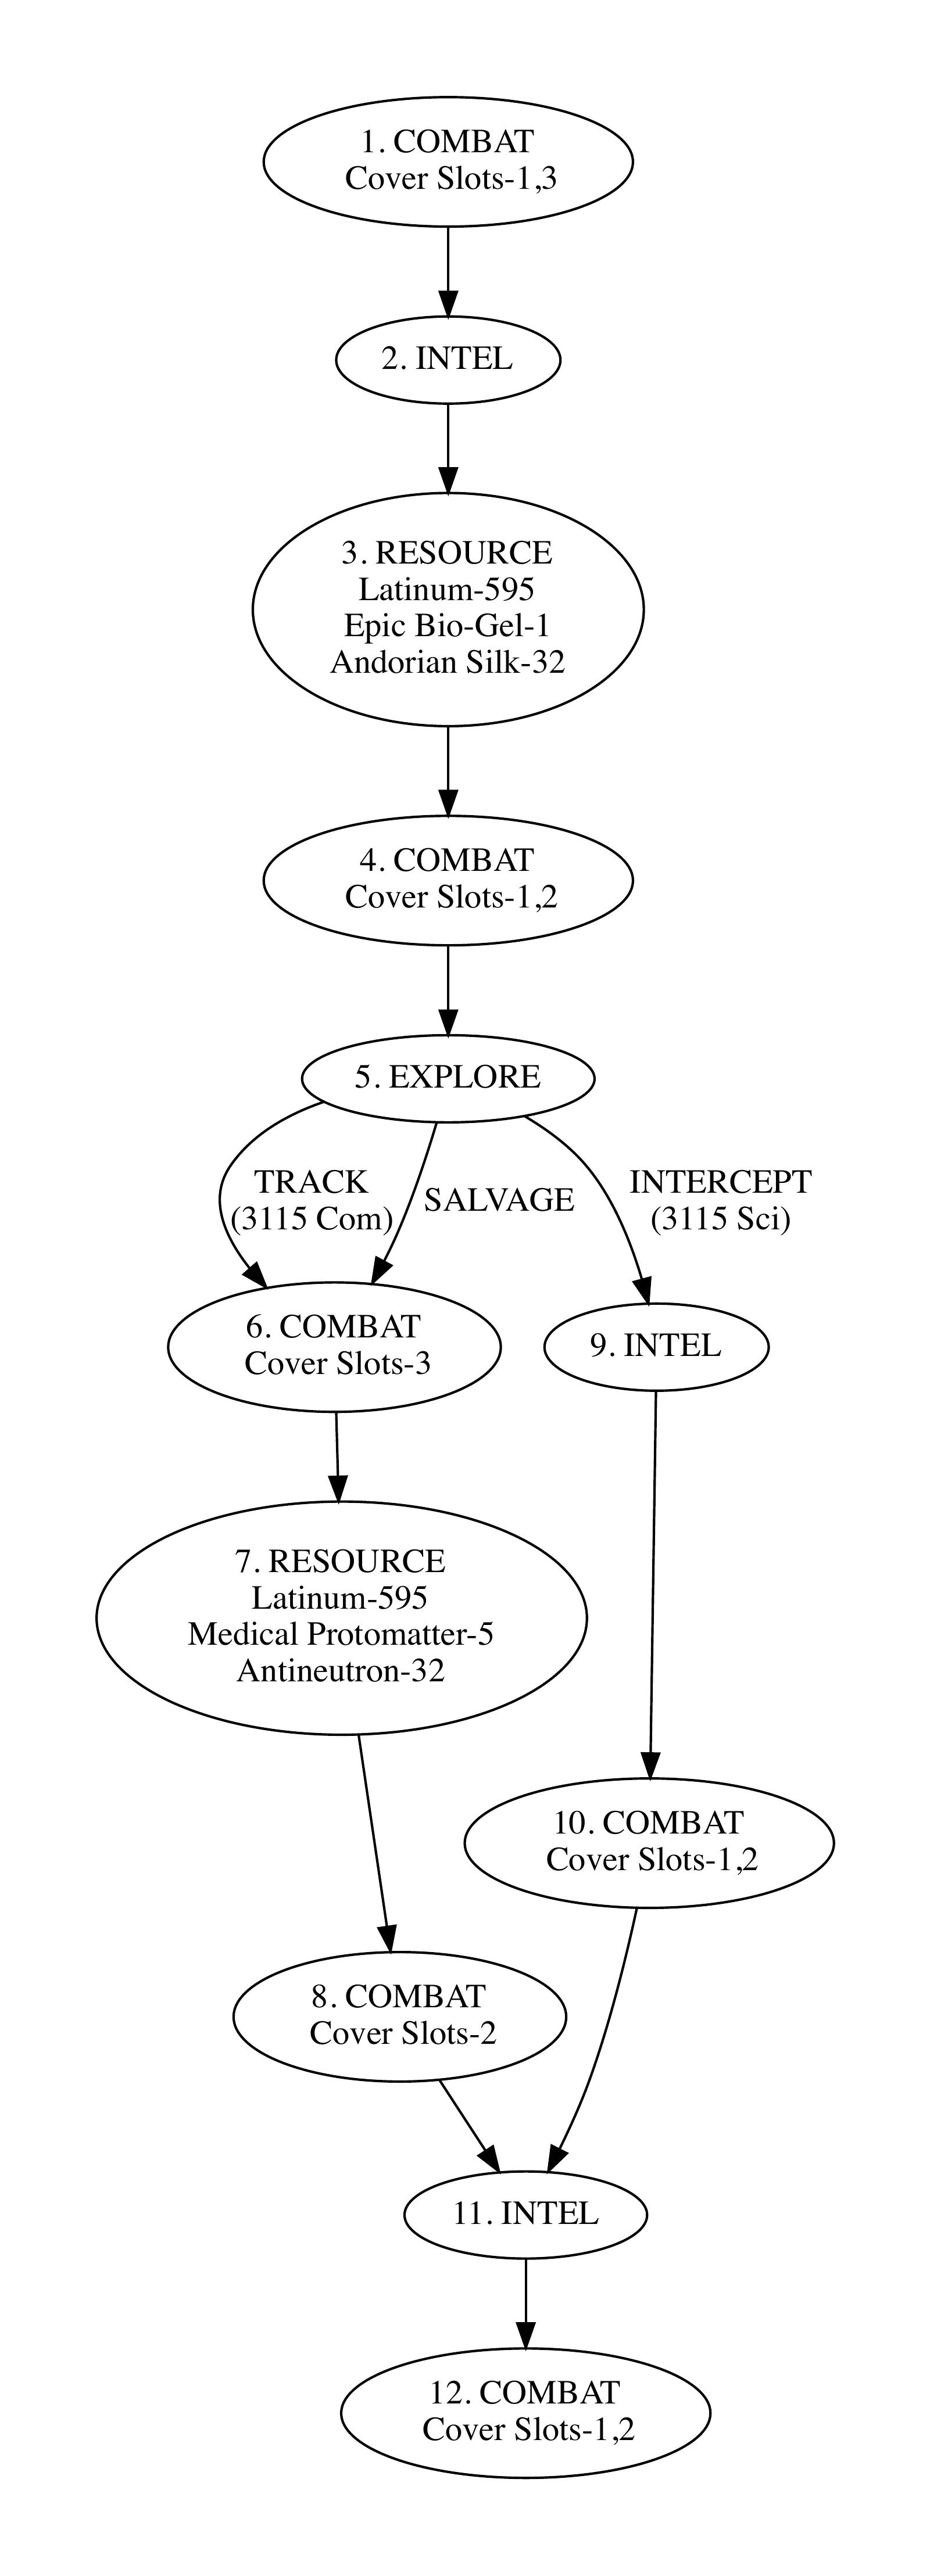 1. COMBAT
Cover Slots-1,3
2. INTEL
3. RESOURCE
Latinum-595
Epic Bio-Gel-1
Andorian Silk-32
4. COMBAT
Cover Slots-1,2
5. EXPLORE
TRACK
(3115 Com)
SALVAGE
INTERCEPT
(3115 Sci)
6. COMBAT
Cover Slots-3
9. INTEL
7. RESOURCE
Latinum-595
Medical Protomatter-5
Antineutron-32
10. COMBAT
Cover Slots-1,2
8. COMBAT
Cover Slots-2
11. INTEL
12. COMBAT
Cover Slots-1,2